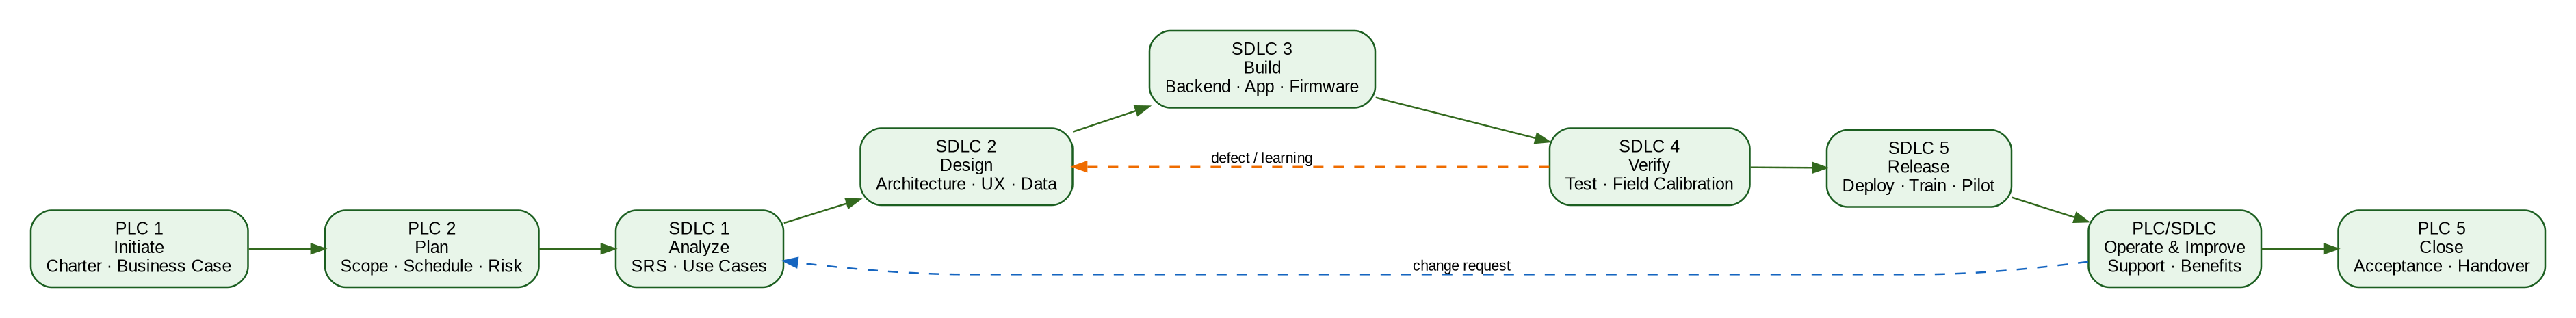 PLC 1
Initiate
Charter · Business Case
PLC 2
Plan
Scope · Schedule · Risk
SDLC 1
Analyze
SRS · Use Cases
SDLC 2
Design
Architecture · UX · Data
SDLC 3
Build
Backend · App · Firmware
defect / learning
SDLC 4
Verify
Test · Field Calibration
SDLC 5
Release
Deploy · Train · Pilot
change request
PLC/SDLC
Operate & Improve
Support · Benefits
PLC 5
Close
Acceptance · Handover